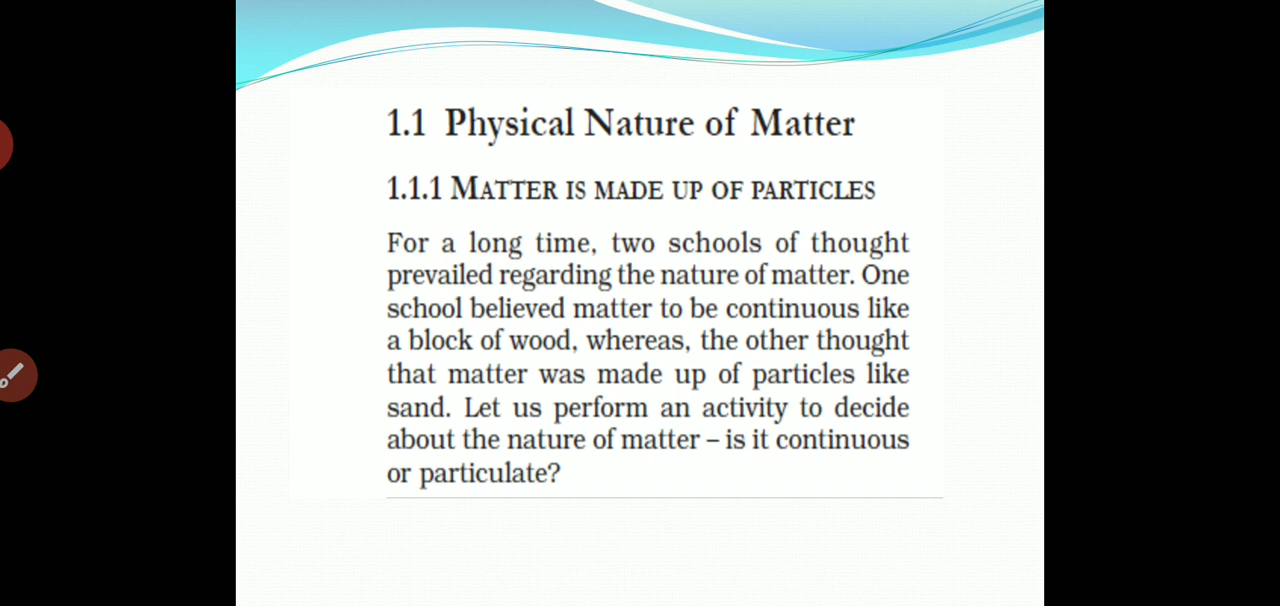 1.1 Physical Nature of Matter
1.1.1 MATTER IS MADE UP OF PARTICLES
For a long time, two schools of thought
prevailed regarding the nature of matter. One
school believed matter to be continuous like
a block of wood, whereas, the other thought
that matter was made up of particles like
sand. Let us perform an activity to decide
about the nature of matter – is it continuous
or particulate?